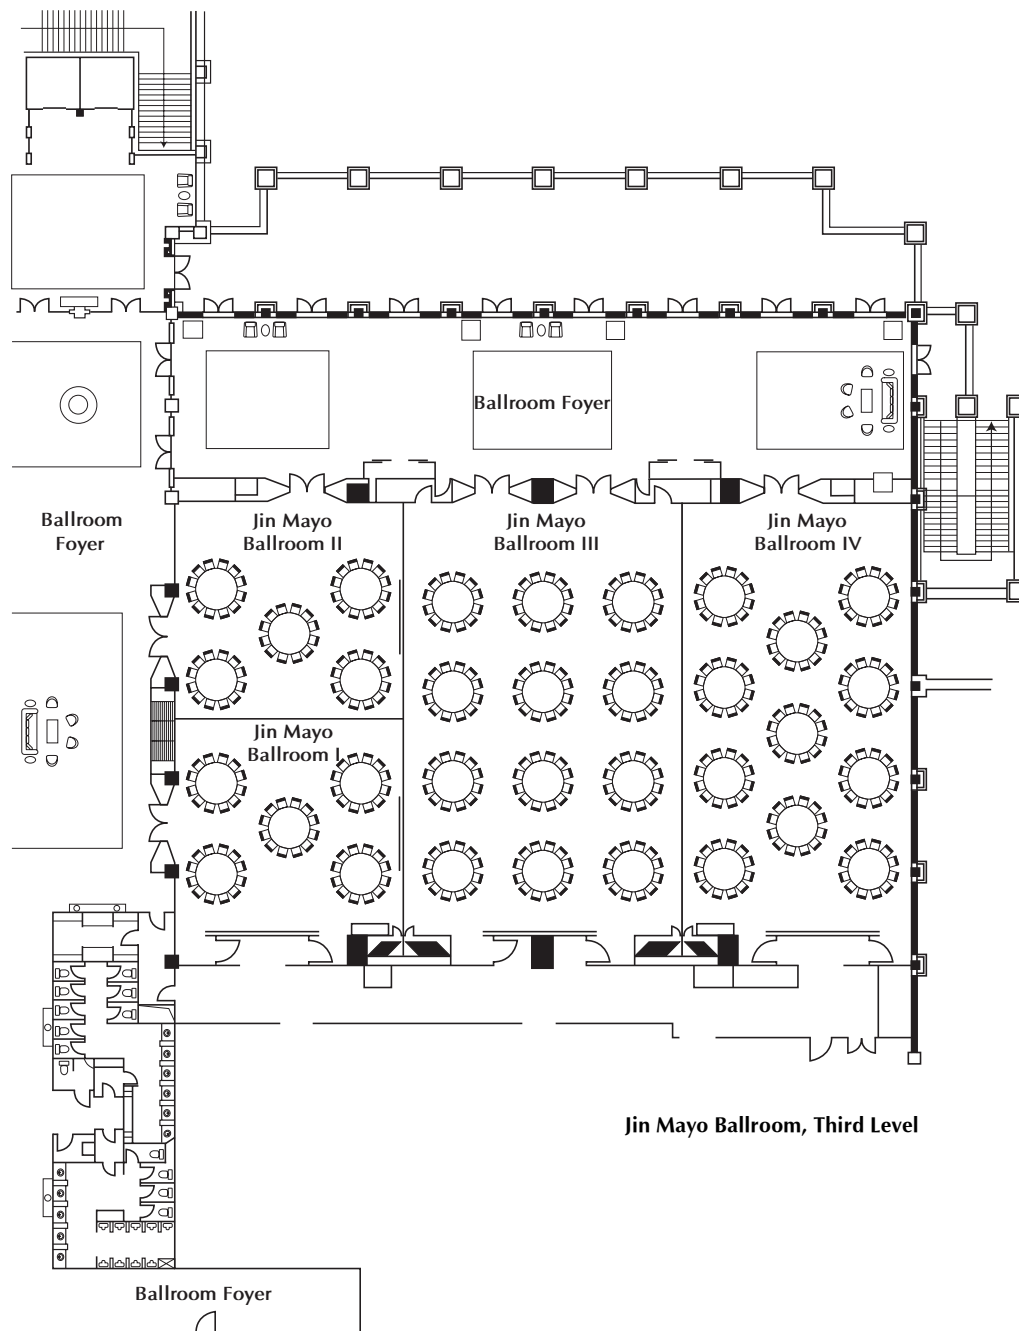 Ballroom Foyer
Ballroom
Foyer
Jin Mayo
Ballroom II
Jin Mayo
Ballroom III
Jin Mayo
Ballroom IV
Jin Mayo
Ballroom I
Jin Mayo Ballroom, Third Level
Ballroom Foyer